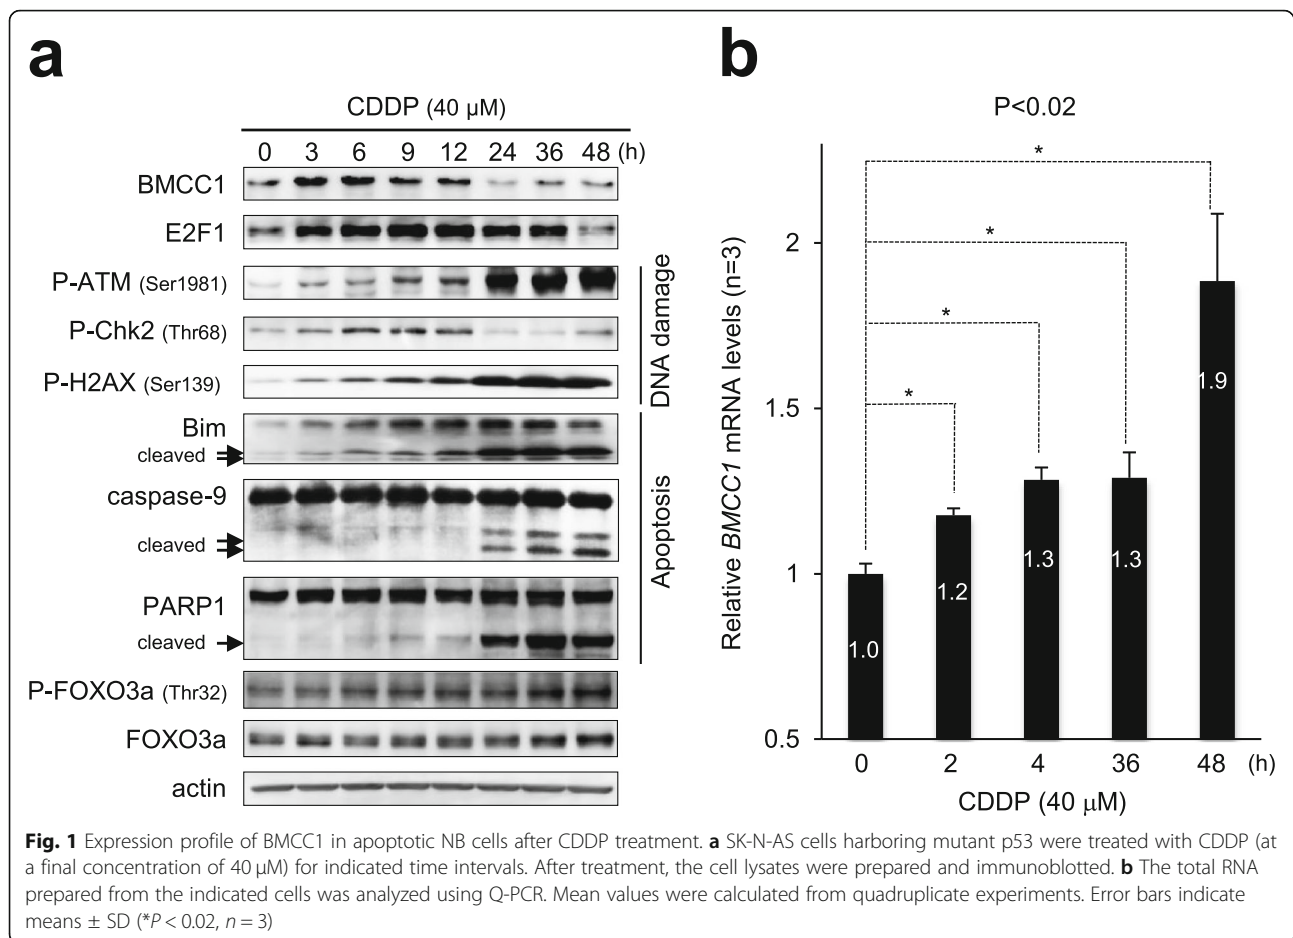 a
CDDP (40 µM)
0 3 6 9 12 24 36 48 (h)
BMCC1
E2F1
P-ATM (Ser1981)
P-Chk2 (Thr68)
P-H2AX (Ser139)
DNA damage
Bim
cleaved
caspase-9
cleaved
PARP1
cleaved
Apoptosis
P-FOXO3a (Thr32)
FOXO3a
actin
b
P<0.02
Relative BMCC1 mRNA levels (n=3)
2
1.5
1
0.5
*
*
*
*
1.0
1.2
1.3
1.3
1.9
0 2 4 36 48 (h)
CDDP (40 µM)
Fig. 1 Expression profile of BMCC1 in apoptotic NB cells after CDDP treatment. a SK-N-AS cells harboring mutant p53 were treated with CDDP (at
a final concentration of 40 µM) for indicated time intervals. After treatment, the cell lysates were prepared and immunoblotted. b The total RNA
prepared from the indicated cells was analyzed using Q-PCR. Mean values were calculated from quadruplicate experiments. Error bars indicate
means ± SD (*P < 0.02, n = 3)